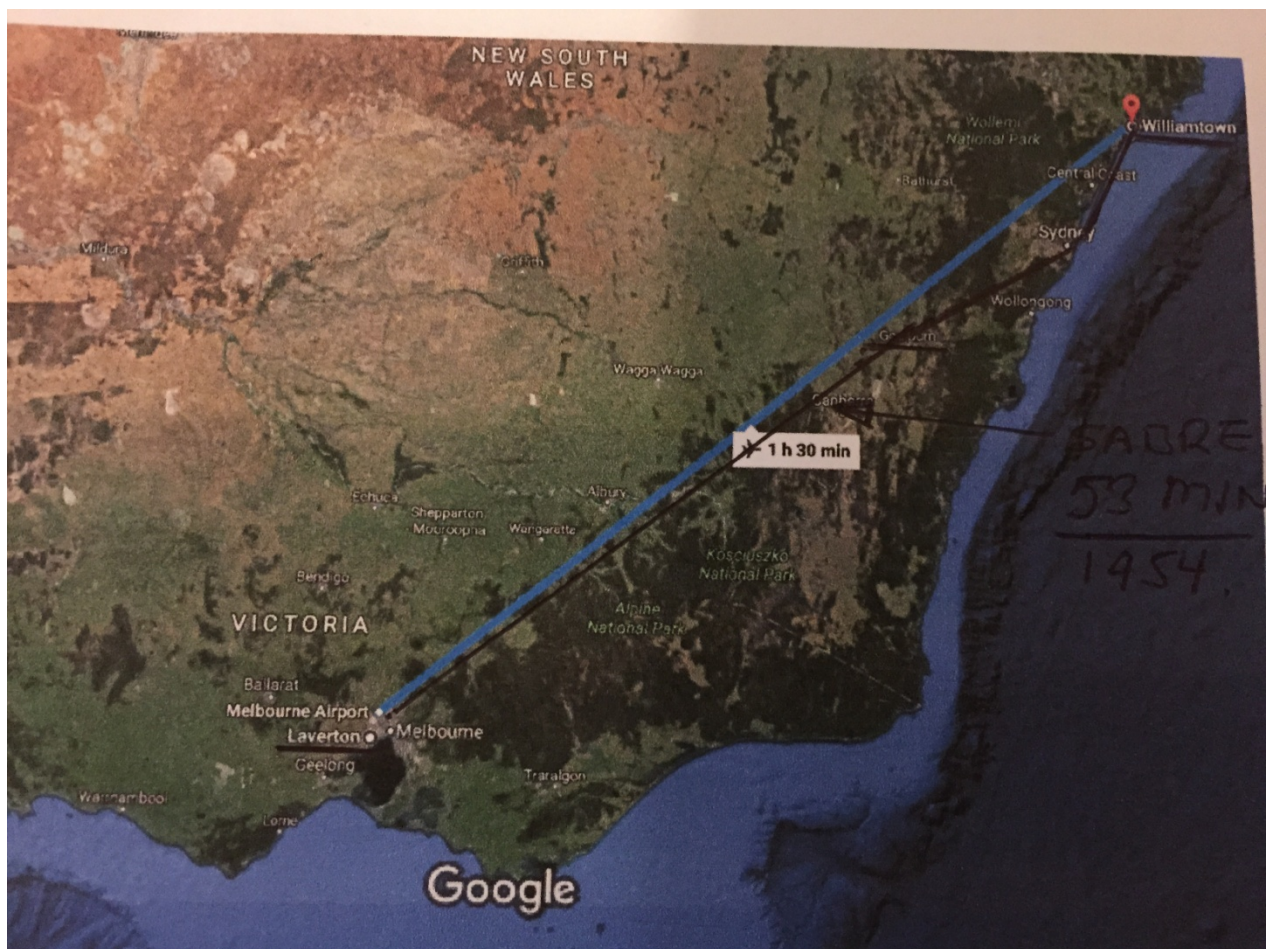 NEW SOUTH
WALES
Wollemi
National Park
Williamtown
Bathurst
Central Coast
Sydney
Mildura
Griffith
Wollongong
Goulburn
Wagga Wagga
Canberra
SABRE
53 MIN
1954.
1 h 30 min
Echuca
Albury
Shepparton
Mooroopna
Wangaratta
Kosciuszko
National Park
Bendigo
Alpine
National Park
VICTORIA
Ballarat
Melbourne Airport
Laverton
Melbourne
Geelong
Traralgon
Warrnambool
Lorne
Google